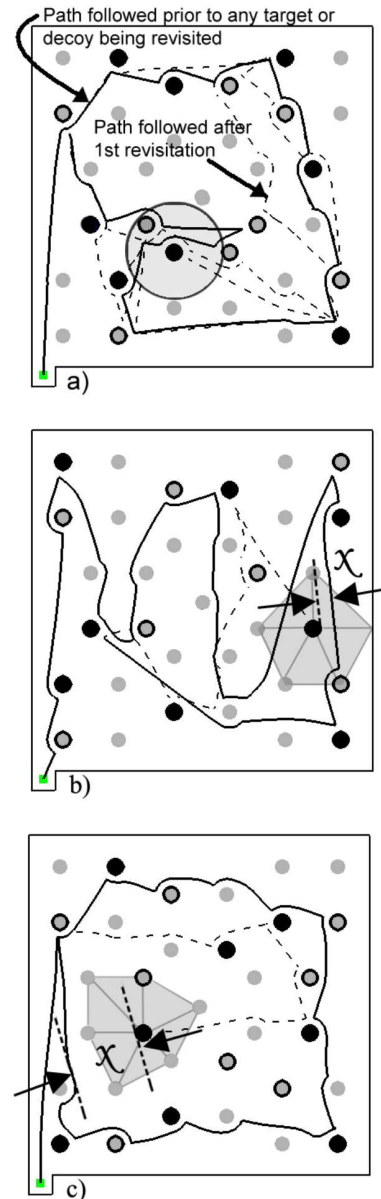 Path followed prior to any target or
decoy being revisited
Path followed after
1st revisitation
a)
χ
b)
χ
c)